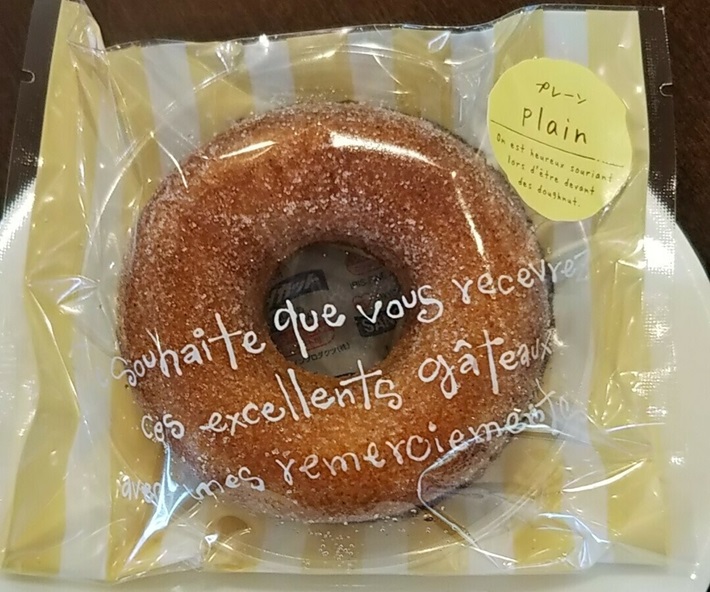 プレーン
plain
On est heureux souriant
lors d'être devant
des doughnut.
Souhaite que vous recevre
ces excellents gâteaux
avec mes remerciements